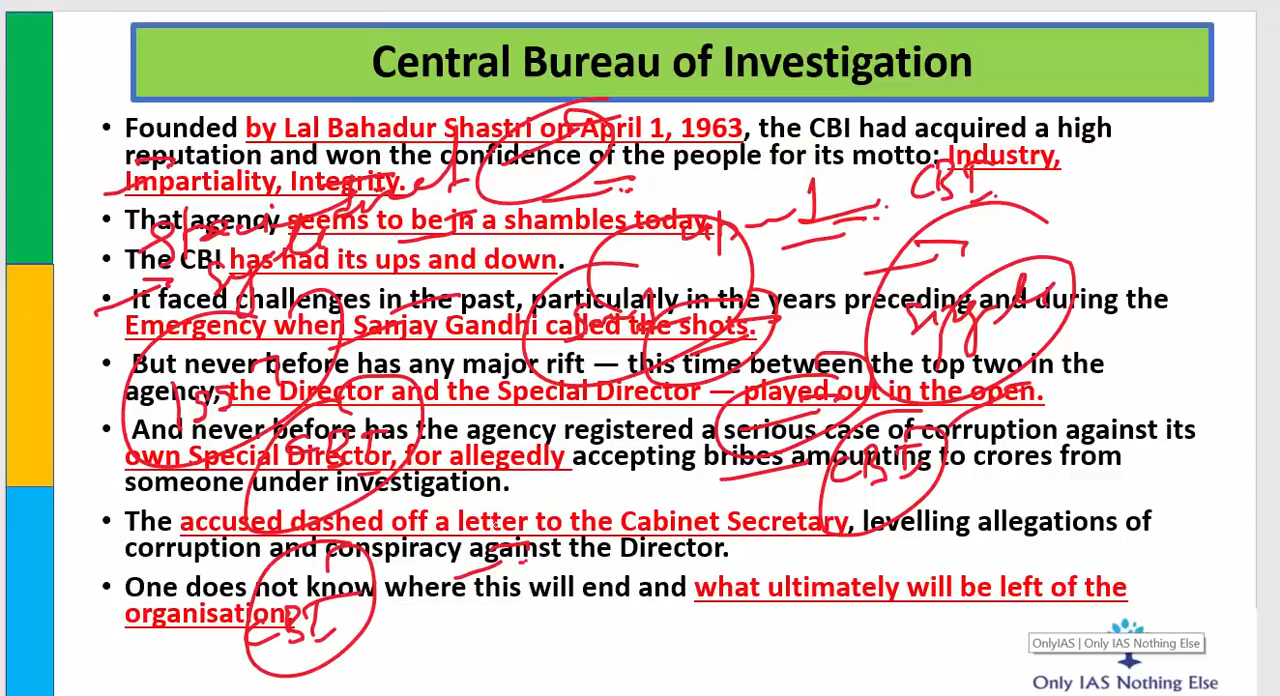 Central Bureau of Investigation
• Founded by Lal Bahadur Shastri on April 1, 1963, the CBI had acquired a high
reputation and won the confidence of the people for its motto: Industry,
Impartiality, Integrity.
• That agency seems to be in a shambles today.
• The CBI has had its ups and down.
• It faced challenges in the past, particularly in the years preceding and during the
Emergency when Sanjay Gandhi called the shots.
• But never before has any major rift — this time between the top two in the
agency, the Director and the Special Director — played out in the open.
• And never before has the agency registered a serious case of corruption against its
own Special Director, for allegedly accepting bribes amounting to crores from
someone under investigation.
• The accused dashed off a letter to the Cabinet Secretary, levelling allegations of
corruption and conspiracy against the Director.
• One does not know where this will end and what ultimately will be left of the
organisation.
CBI
1
CBI
CBI
OnlyIAS | Only IAS Nothing Else
Only IAS Nothing Else